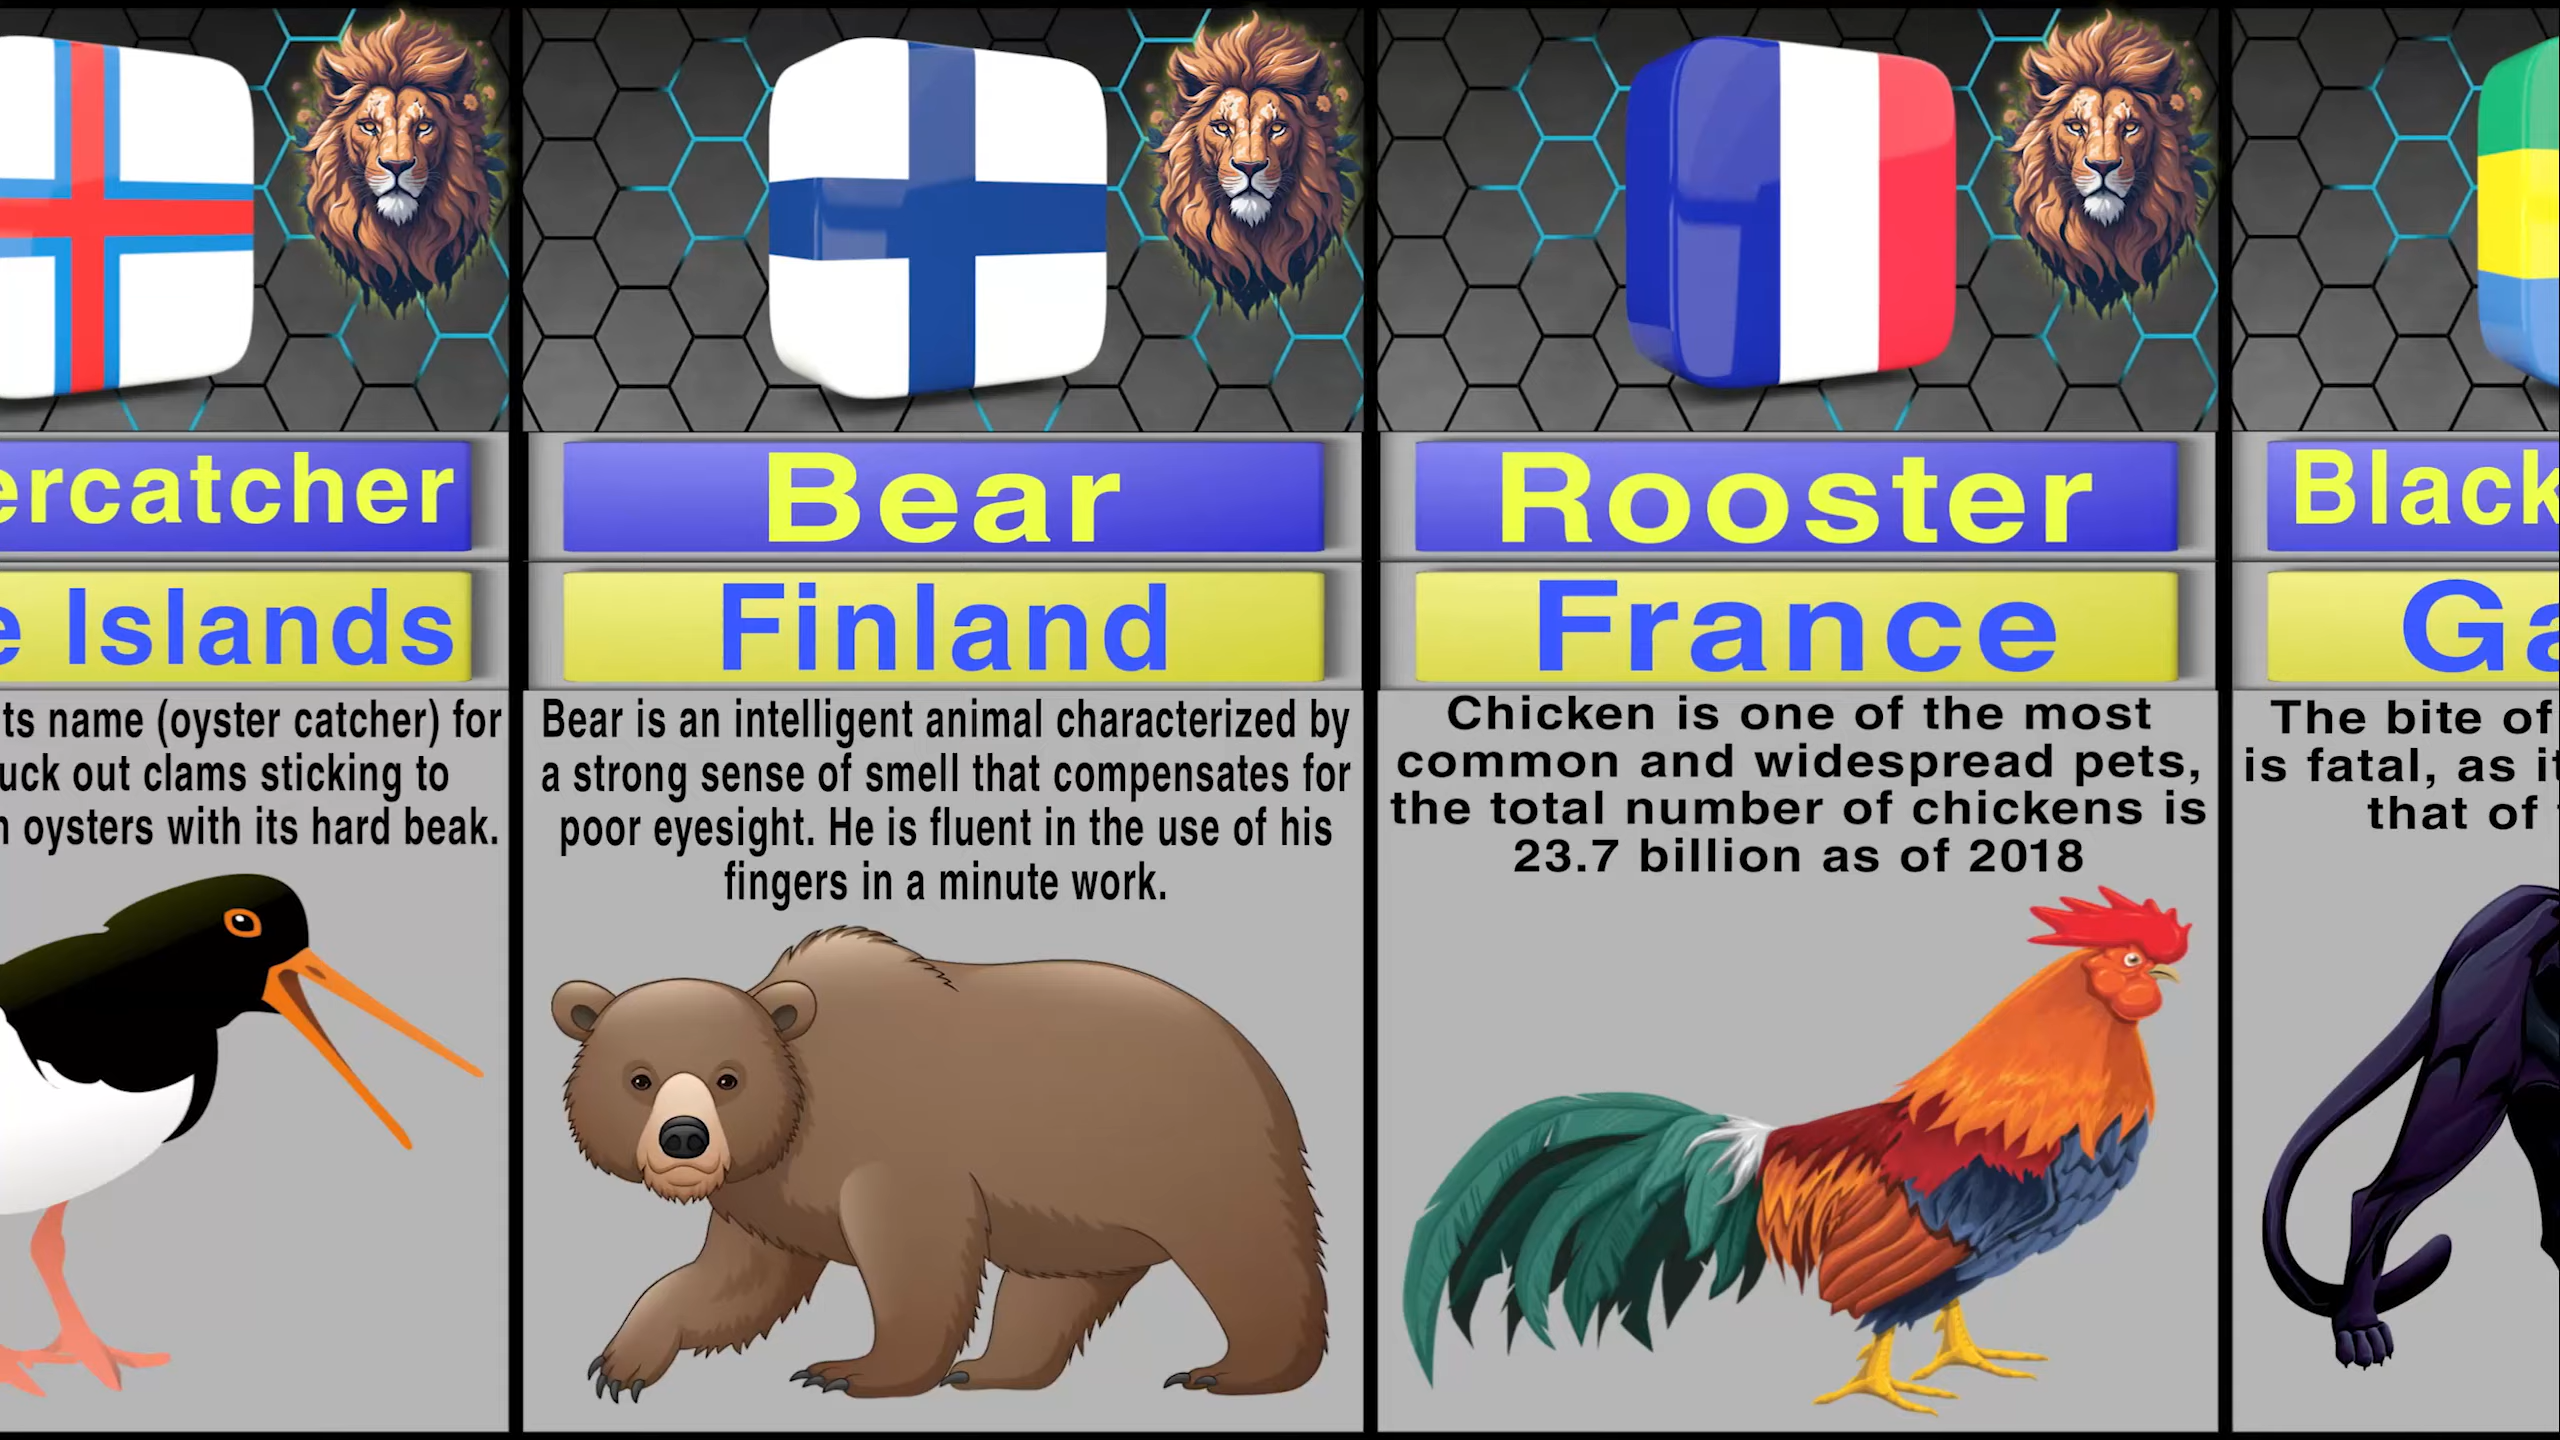 ercatcher
e Islands
ts name (oyster catcher) for
uck out clams sticking to
n oysters with its hard beak.
Bear
Finland
Bear is an intelligent animal characterized by
a strong sense of smell that compensates for
poor eyesight. He is fluent in the use of his
fingers in a minute work.
Rooster
France
Chicken is one of the most
common and widespread pets,
the total number of chickens is
23.7 billion as of 2018
Black
Ga
The bite of
is fatal, as it
that of